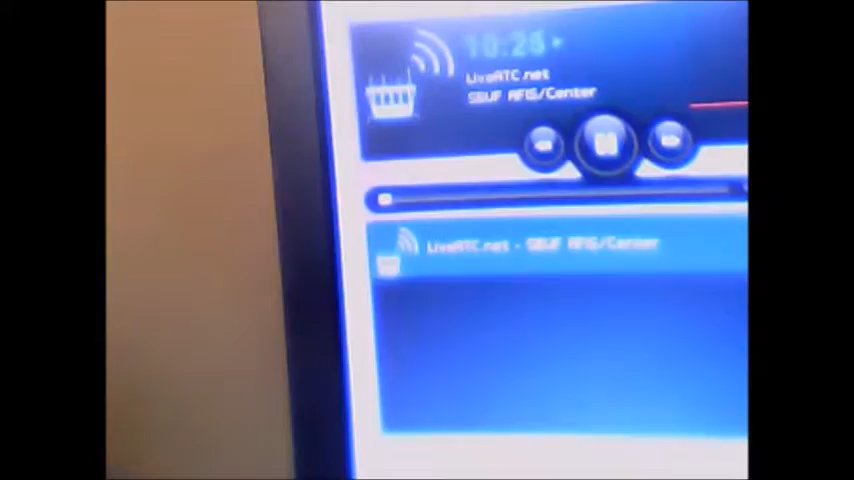 10:26
LiveATC.net
SBUF AFIS/Center
LiveATC.net - SBUF AFIS/Center